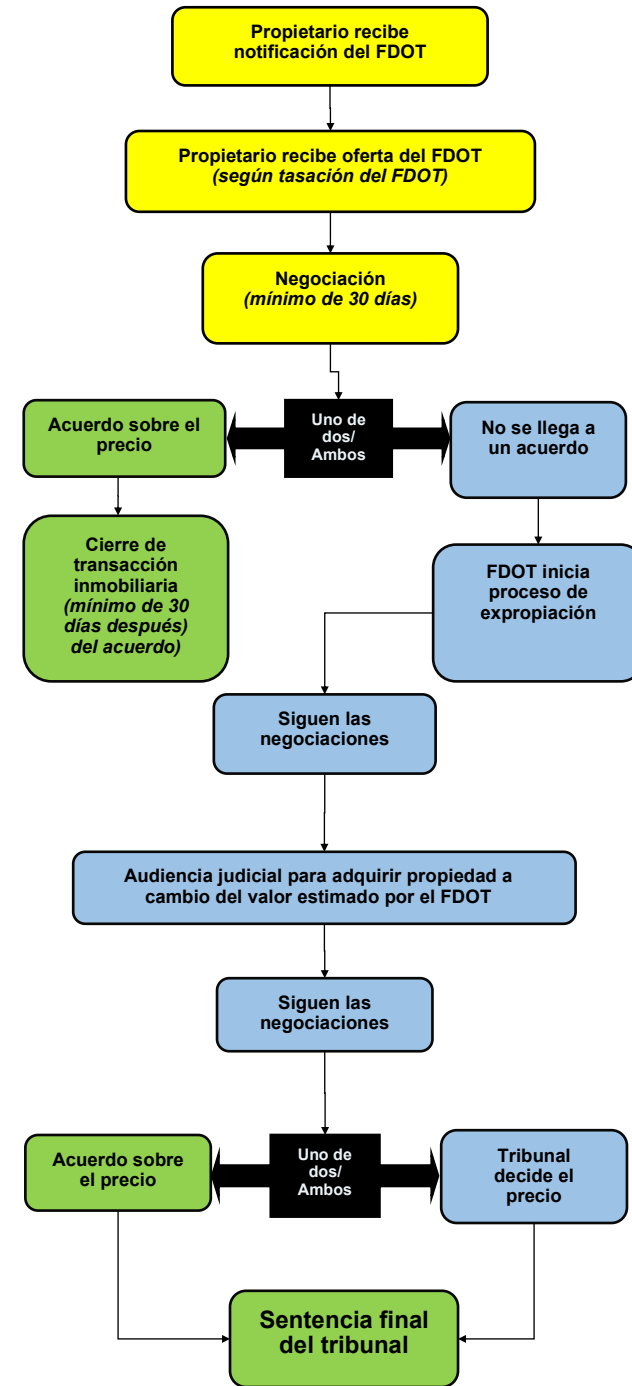 Propietario recibe
notificación del FDOT
Propietario recibe oferta del FDOT
(según tasación del FDOT)
Negociación
(mínimo de 30 días)
Acuerdo sobre el
precio
Uno de
dos/
Ambos
No se llega a
un acuerdo
Cierre de
transacción
inmobiliaria
(mínimo de 30
días después)
del acuerdo)
FDOT inicia
proceso de
expropiación
Siguen las
negociaciones
Audiencia judicial para adquirir propiedad a
cambio del valor estimado por el FDOT
Siguen las
negociaciones
Acuerdo sobre
el precio
Uno de
dos/
Ambos
Tribunal
decide el
precio
Sentencia final
del tribunal